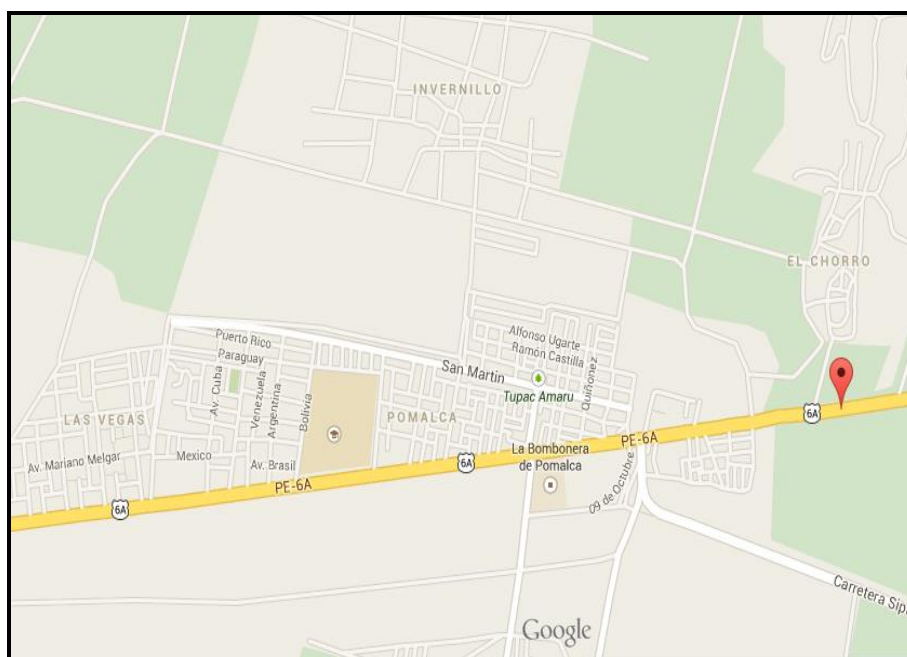 INVERNILLO
EL CHORRO
Alfonso Ugarte
Ramón Castilla
Puerto Rico
Paraguay
San Martin
Quiñonez
Tupac Amaru
Av. Cuba
Venezuela
Argentina
Bolivia
LAS VEGAS
POMALCA
6A
PE-6A
La Bombonera
de Pomalca
Av. Mariano Melgar
Mexico
Av. Brasil
6A
PE-6A
09 de Octubre
6A
Carretera Sip
Google